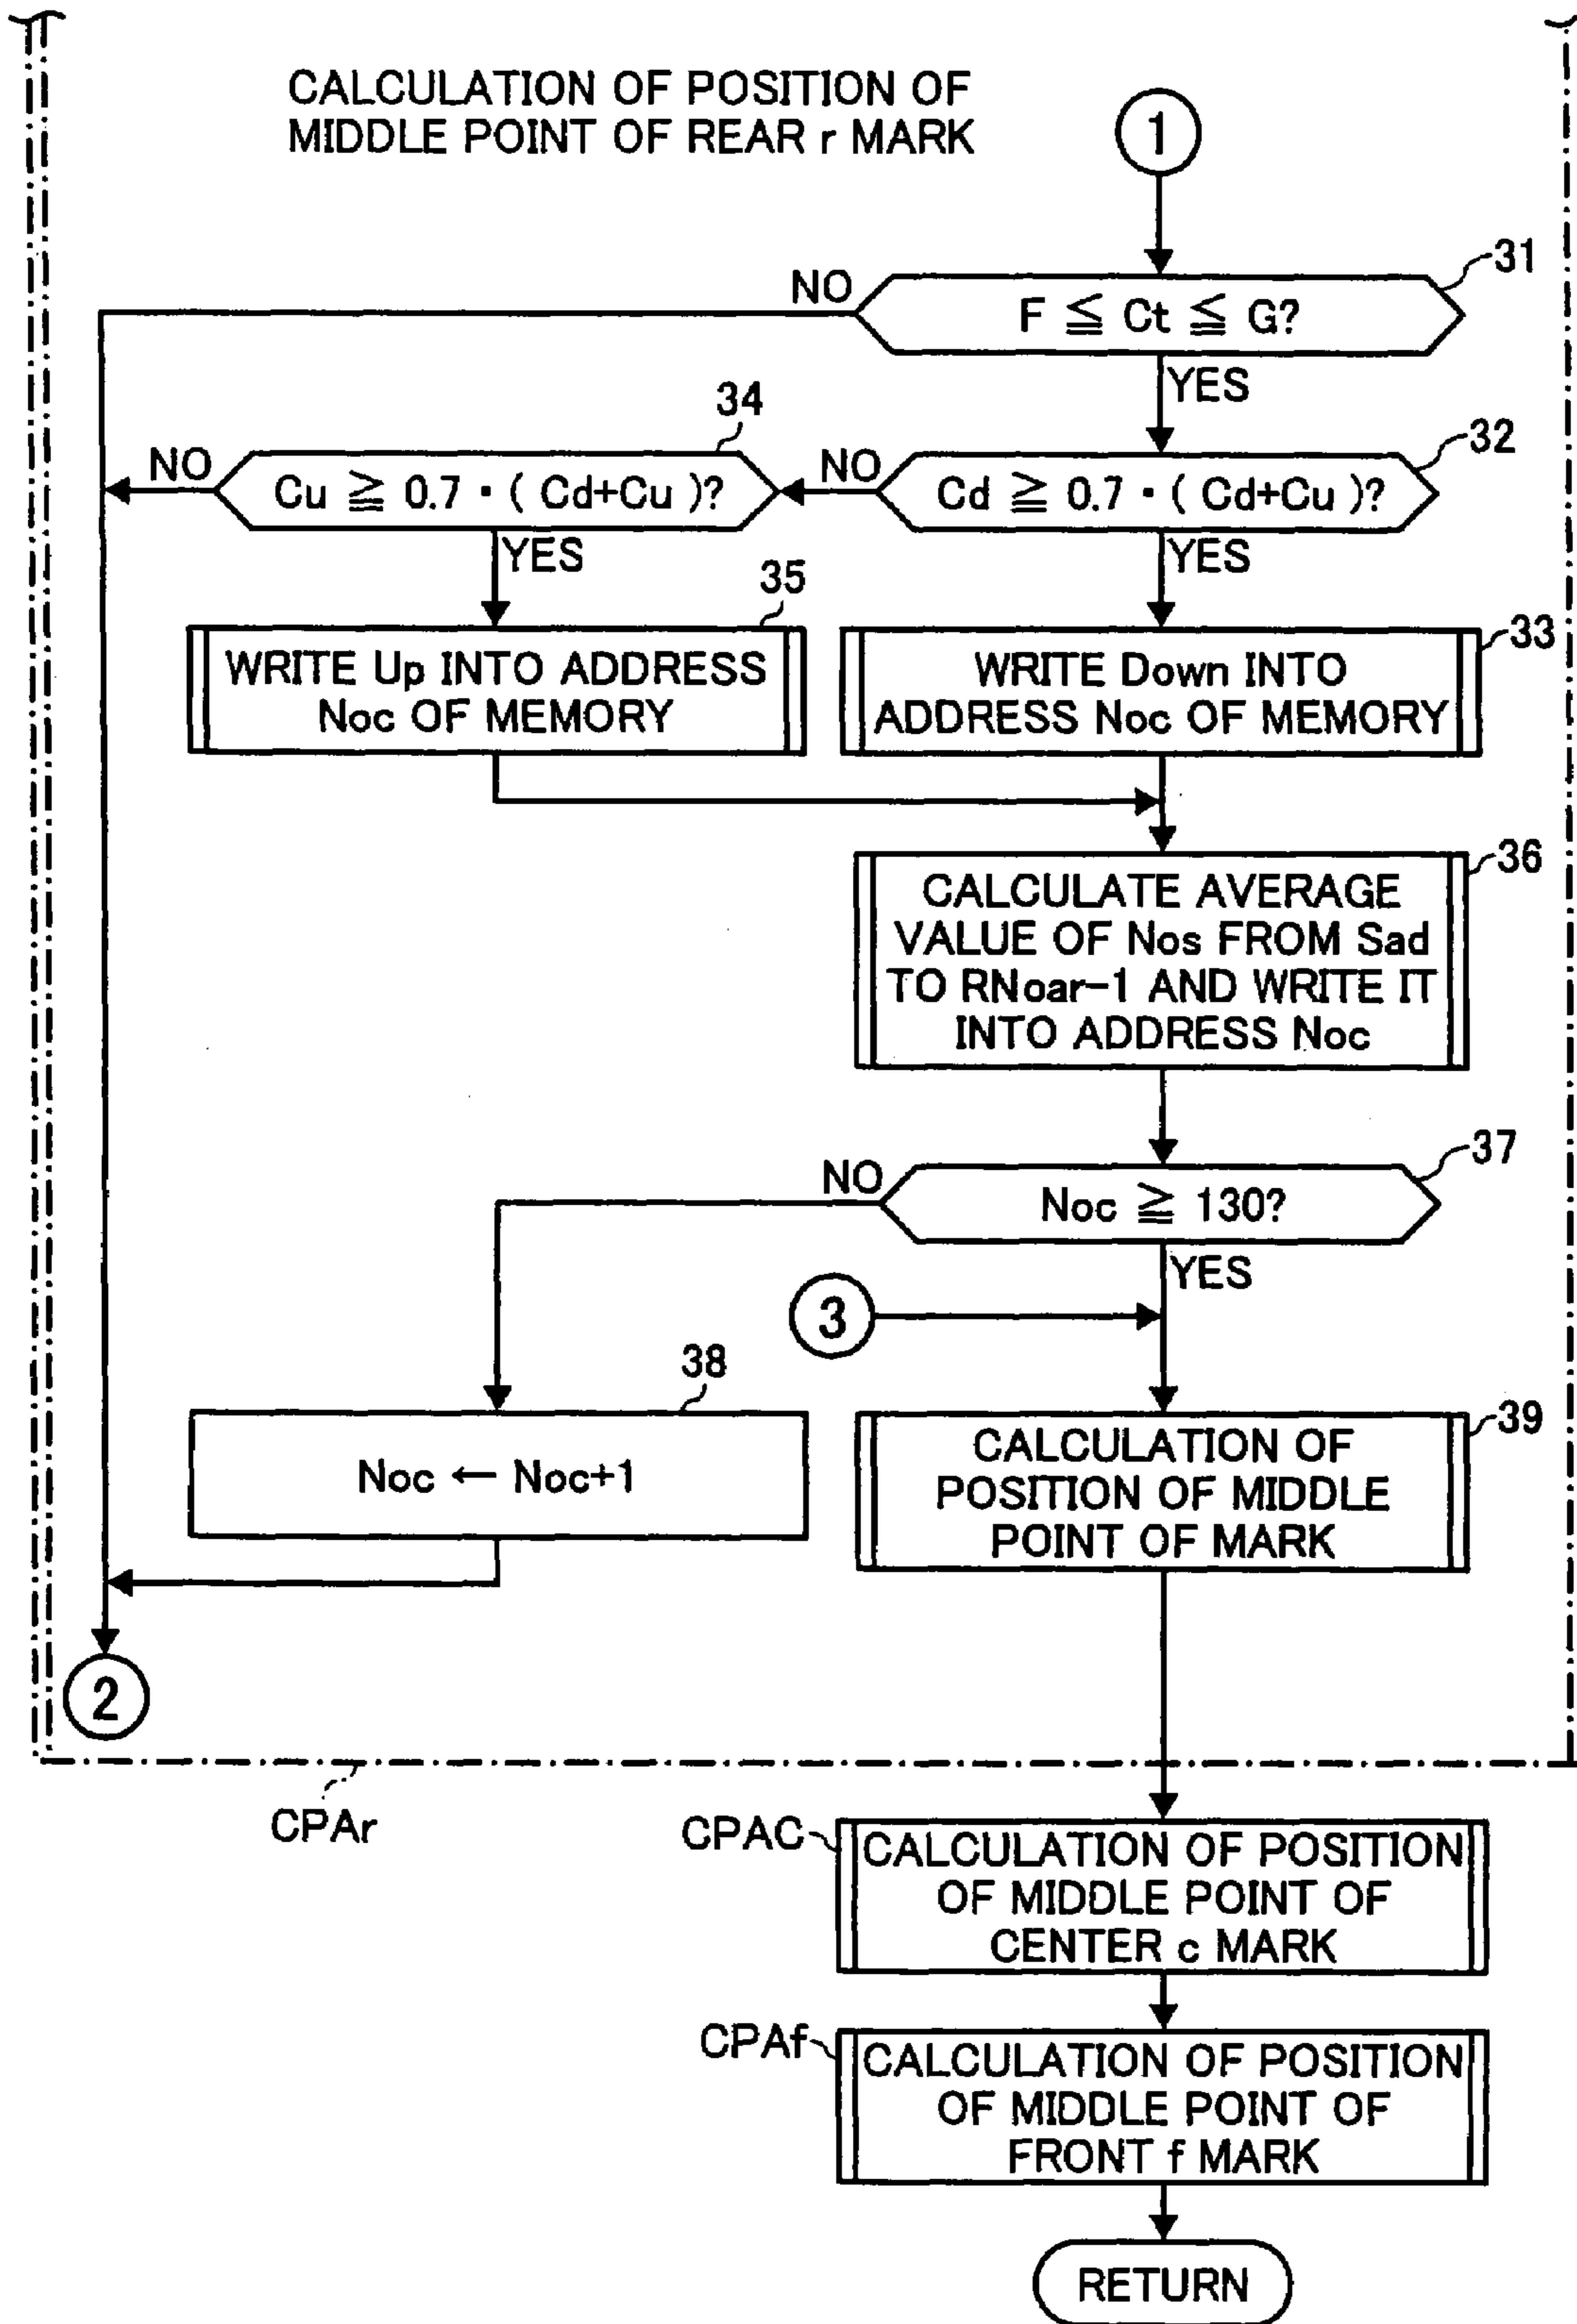 CALCULATION OF POSITION OF
MIDDLE POINT OF REAR r MARK
1
31
NO
F ≦ Ct ≦ G?
YES
34
32
NO
Cu ≧ 0.7・( Cd+Cu )?
NO
Cd ≧ 0.7・( Cd+Cu )?
YES
YES
35
33
WRITE Up INTO ADDRESS
Noc OF MEMORY
WRITE Down INTO
ADDRESS Noc OF MEMORY
36
CALCULATE AVERAGE
VALUE OF Nos FROM Sad
TO RNoar-1 AND WRITE IT
INTO ADDRESS Noc
37
NO
Noc ≧ 130?
YES
3
38
39
Noc ← Noc+1
CALCULATION OF
POSITION OF MIDDLE
POINT OF MARK
2
CPAr
CPAC
CALCULATION OF POSITION
OF MIDDLE POINT OF
CENTER c MARK
CPAf
CALCULATION OF POSITION
OF MIDDLE POINT OF
FRONT f MARK
RETURN